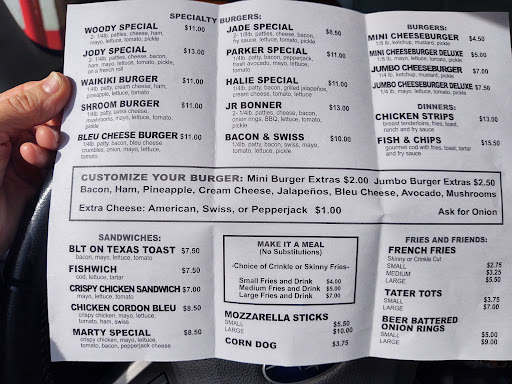 SPECIALTY BURGERS:
WOODY SPECIAL $11.00
2- 1/4lb. patties, cheese, ham,
mayo, lettuce, tomato, pickle
JODY SPECIAL $13.00
2- 1/4lb. patties, cheese, bacon,
mayo, lettuce, tomato, pickle,
on a french roll
WAIKIKI BURGER $11.00
1/4lb. patty, cream cheese, ham,
pineapple, lettuce, tomato
SHROOM BURGER $11.00
1/4lb. patty, swiss cheese,
mushrooms, mayo, lettuce, tomato,
pickle
BLEU CHEESE BURGER $11.00
1/4lb. patty, bacon, bleu cheese
crumbles, onion, mayo, lettuce,
tomato
JADE SPECIAL $8.50
2- 1/8lb. patties, cheese, bacon,
fry sauce, lettuce, tomato, pickle
PARKER SPECIAL $11.00
1/4lb. patty, bacon, pepperjack,
fresh avocado, mayo, lettuce,
tomato
HALIE SPECIAL $11.00
1/4lb. patty, bacon, grilled jalapeños,
cream cheese, tomato, lettuce
JR BONNER $13.00
2- 1/4lb. patties, cheese, bacon,
onion rings, BBQ, lettuce, tomato,
pickle
BACON & SWISS $10.00
1/4lb. patty, bacon, swiss, mayo,
tomato, lettuce, pickle
BURGERS:
MINI CHEESEBURGER $4.50
1/8 lb, ketchup, mustard, pickle
MINI CHEESEBURGER DELUXE $5.00
1/8 lb, mayo, lettuce, tomato, pickle
JUMBO CHEESEBURGER $7.00
1/4 lb, ketchup, mustard, pickle
JUMBO CHEESEBURGER DELUXE $7.50
1/4 lb, mayo, lettuce, tomato, pickle
DINNERS:
CHICKEN STRIPS $13.00
breast tenderloins, fries, toast,
ranch and fry sauce
FISH & CHIPS $15.50
gourmet cod with fries, toast, tartar
and fry sauce
CUSTOMIZE YOUR BURGER: Mini Burger Extras $2.00 Jumbo Burger Extras $2.50
Bacon, Ham, Pineapple, Cream Cheese, Jalapeños, Bleu Cheese, Avocado, Mushrooms
Extra Cheese: American, Swiss, or Pepperjack $1.00 Ask for Onion
SANDWICHES:
BLT ON TEXAS TOAST $7.50
bacon, mayo, lettuce, tomato
FISHWICH $7.50
cod, lettuce, tartar
CRISPY CHICKEN SANDWICH $7.00
mayo, lettuce, tomato
CHICKEN CORDON BLEU $8.50
crispy chicken, mayo, lettuce,
tomato, ham, swiss
MARTY SPECIAL $8.50
crispy chicken, mayo, lettuce,
tomato, bacon, pepperjack cheese
MAKE IT A MEAL
(No Substitutions)
-Choice of Crinkle or Skinny Fries-
Small Fries and Drink $4.00
Medium Fries and Drink $5.00
Large Fries and Drink $7.00
MOZZARELLA STICKS
SMALL $5.50
LARGE $10.00
CORN DOG $3.75
FRIES AND FRIENDS:
FRENCH FRIES
Skinny or Crinkle Cut
SMALL $2.75
MEDIUM $3.25
LARGE $5.50
TATER TOTS
SMALL $3.75
LARGE $7.00
BEER BATTERED
ONION RINGS
SMALL $5.00
LARGE $9.00